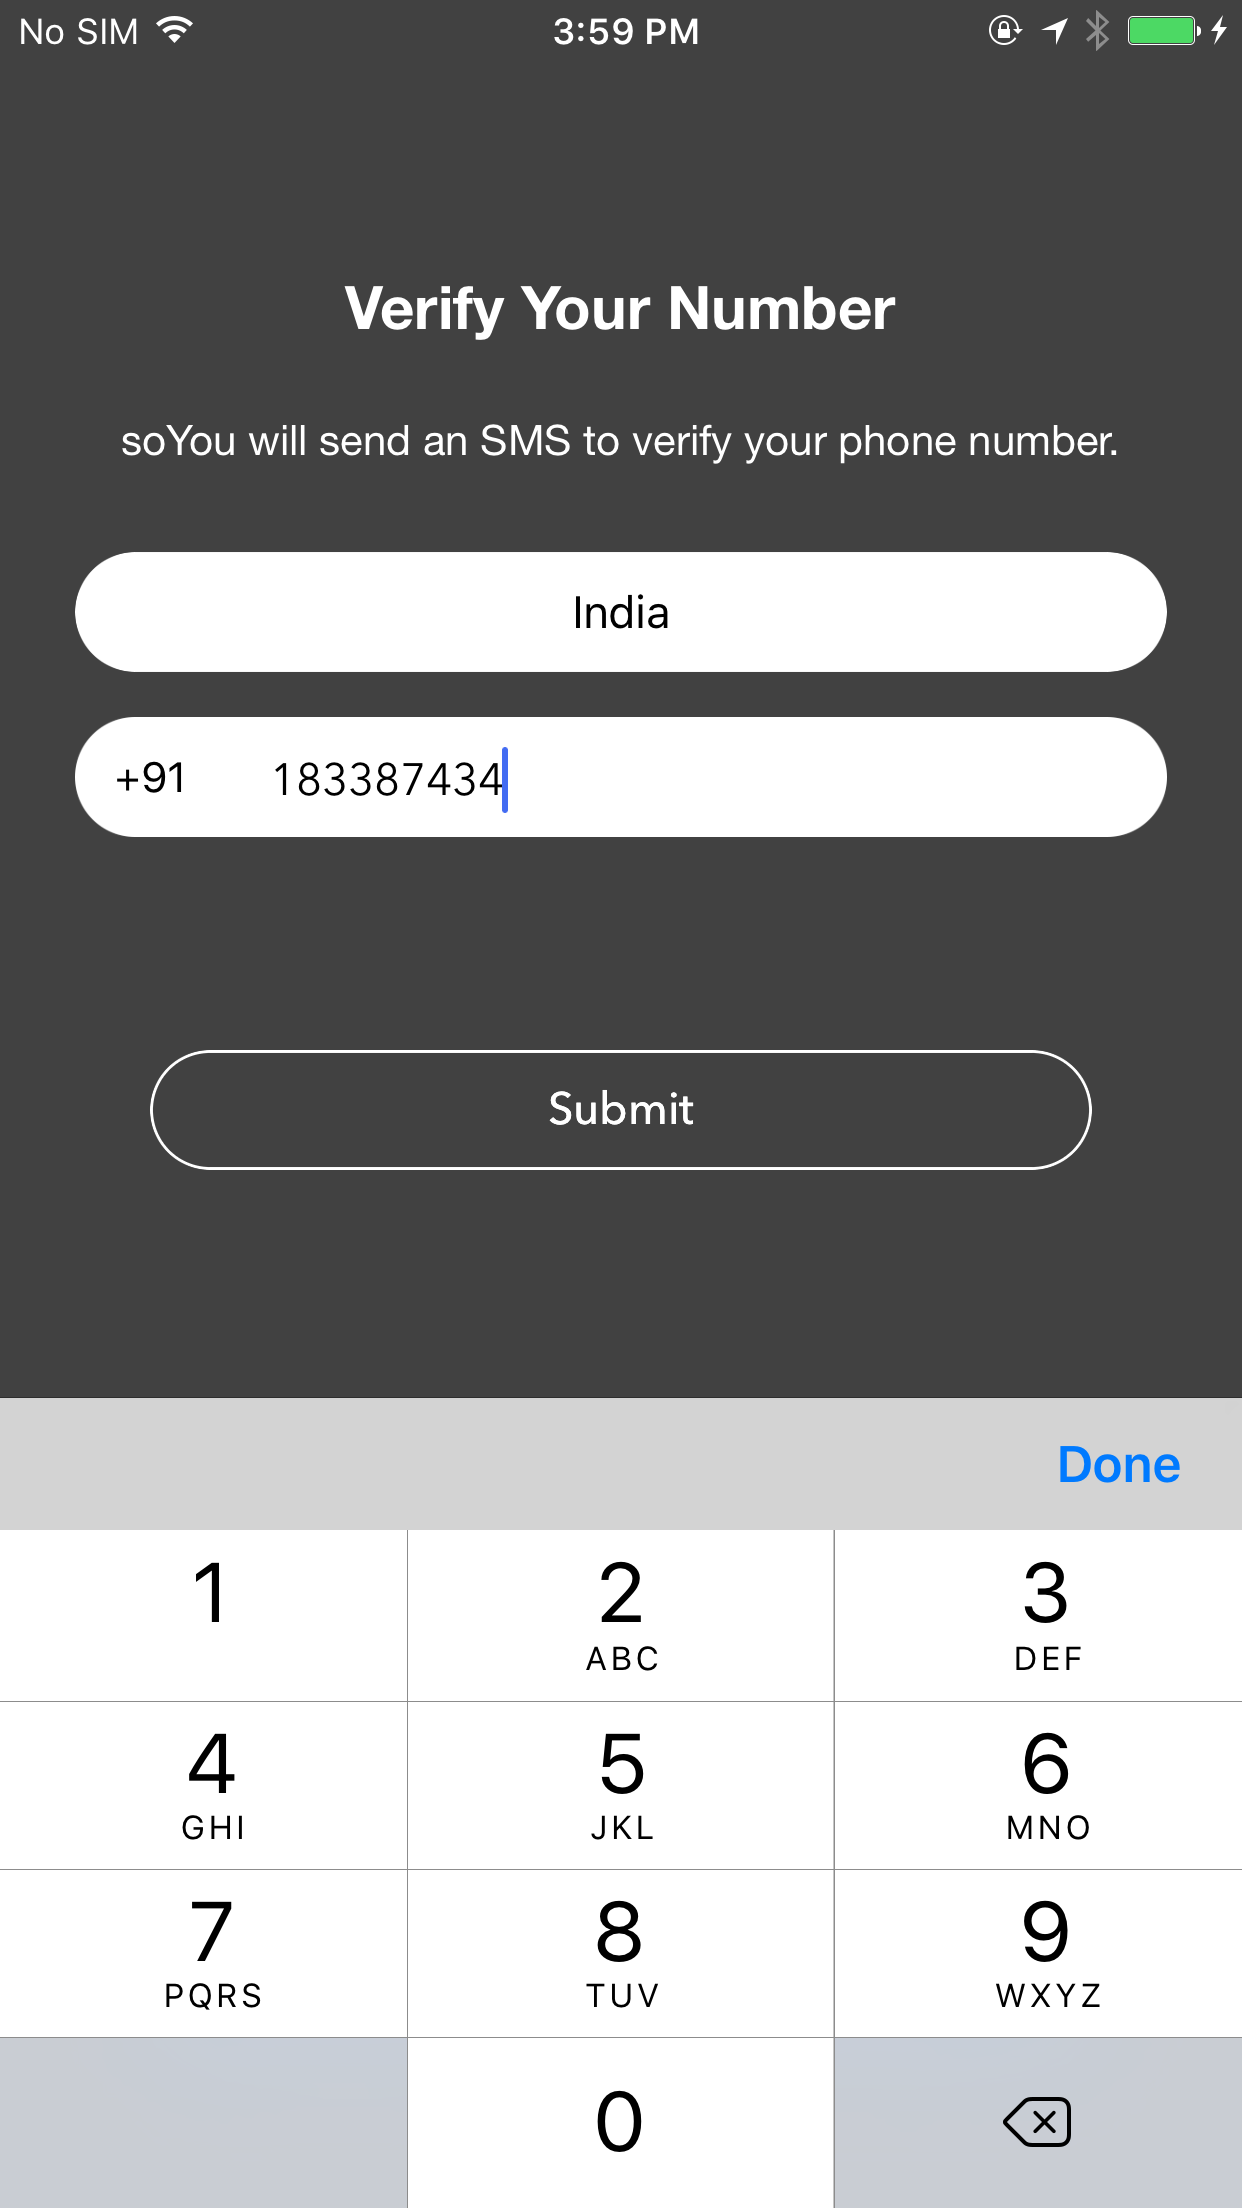 No SIM 3:59 PM
Verify Your Number
soYou will send an SMS to verify your phone number.
India
+91 183387434
Submit
Done
1 2 3
ABC DEF
4 5 6
GHI JKL MNO
7 8 9
PQRS TUV WXYZ
0